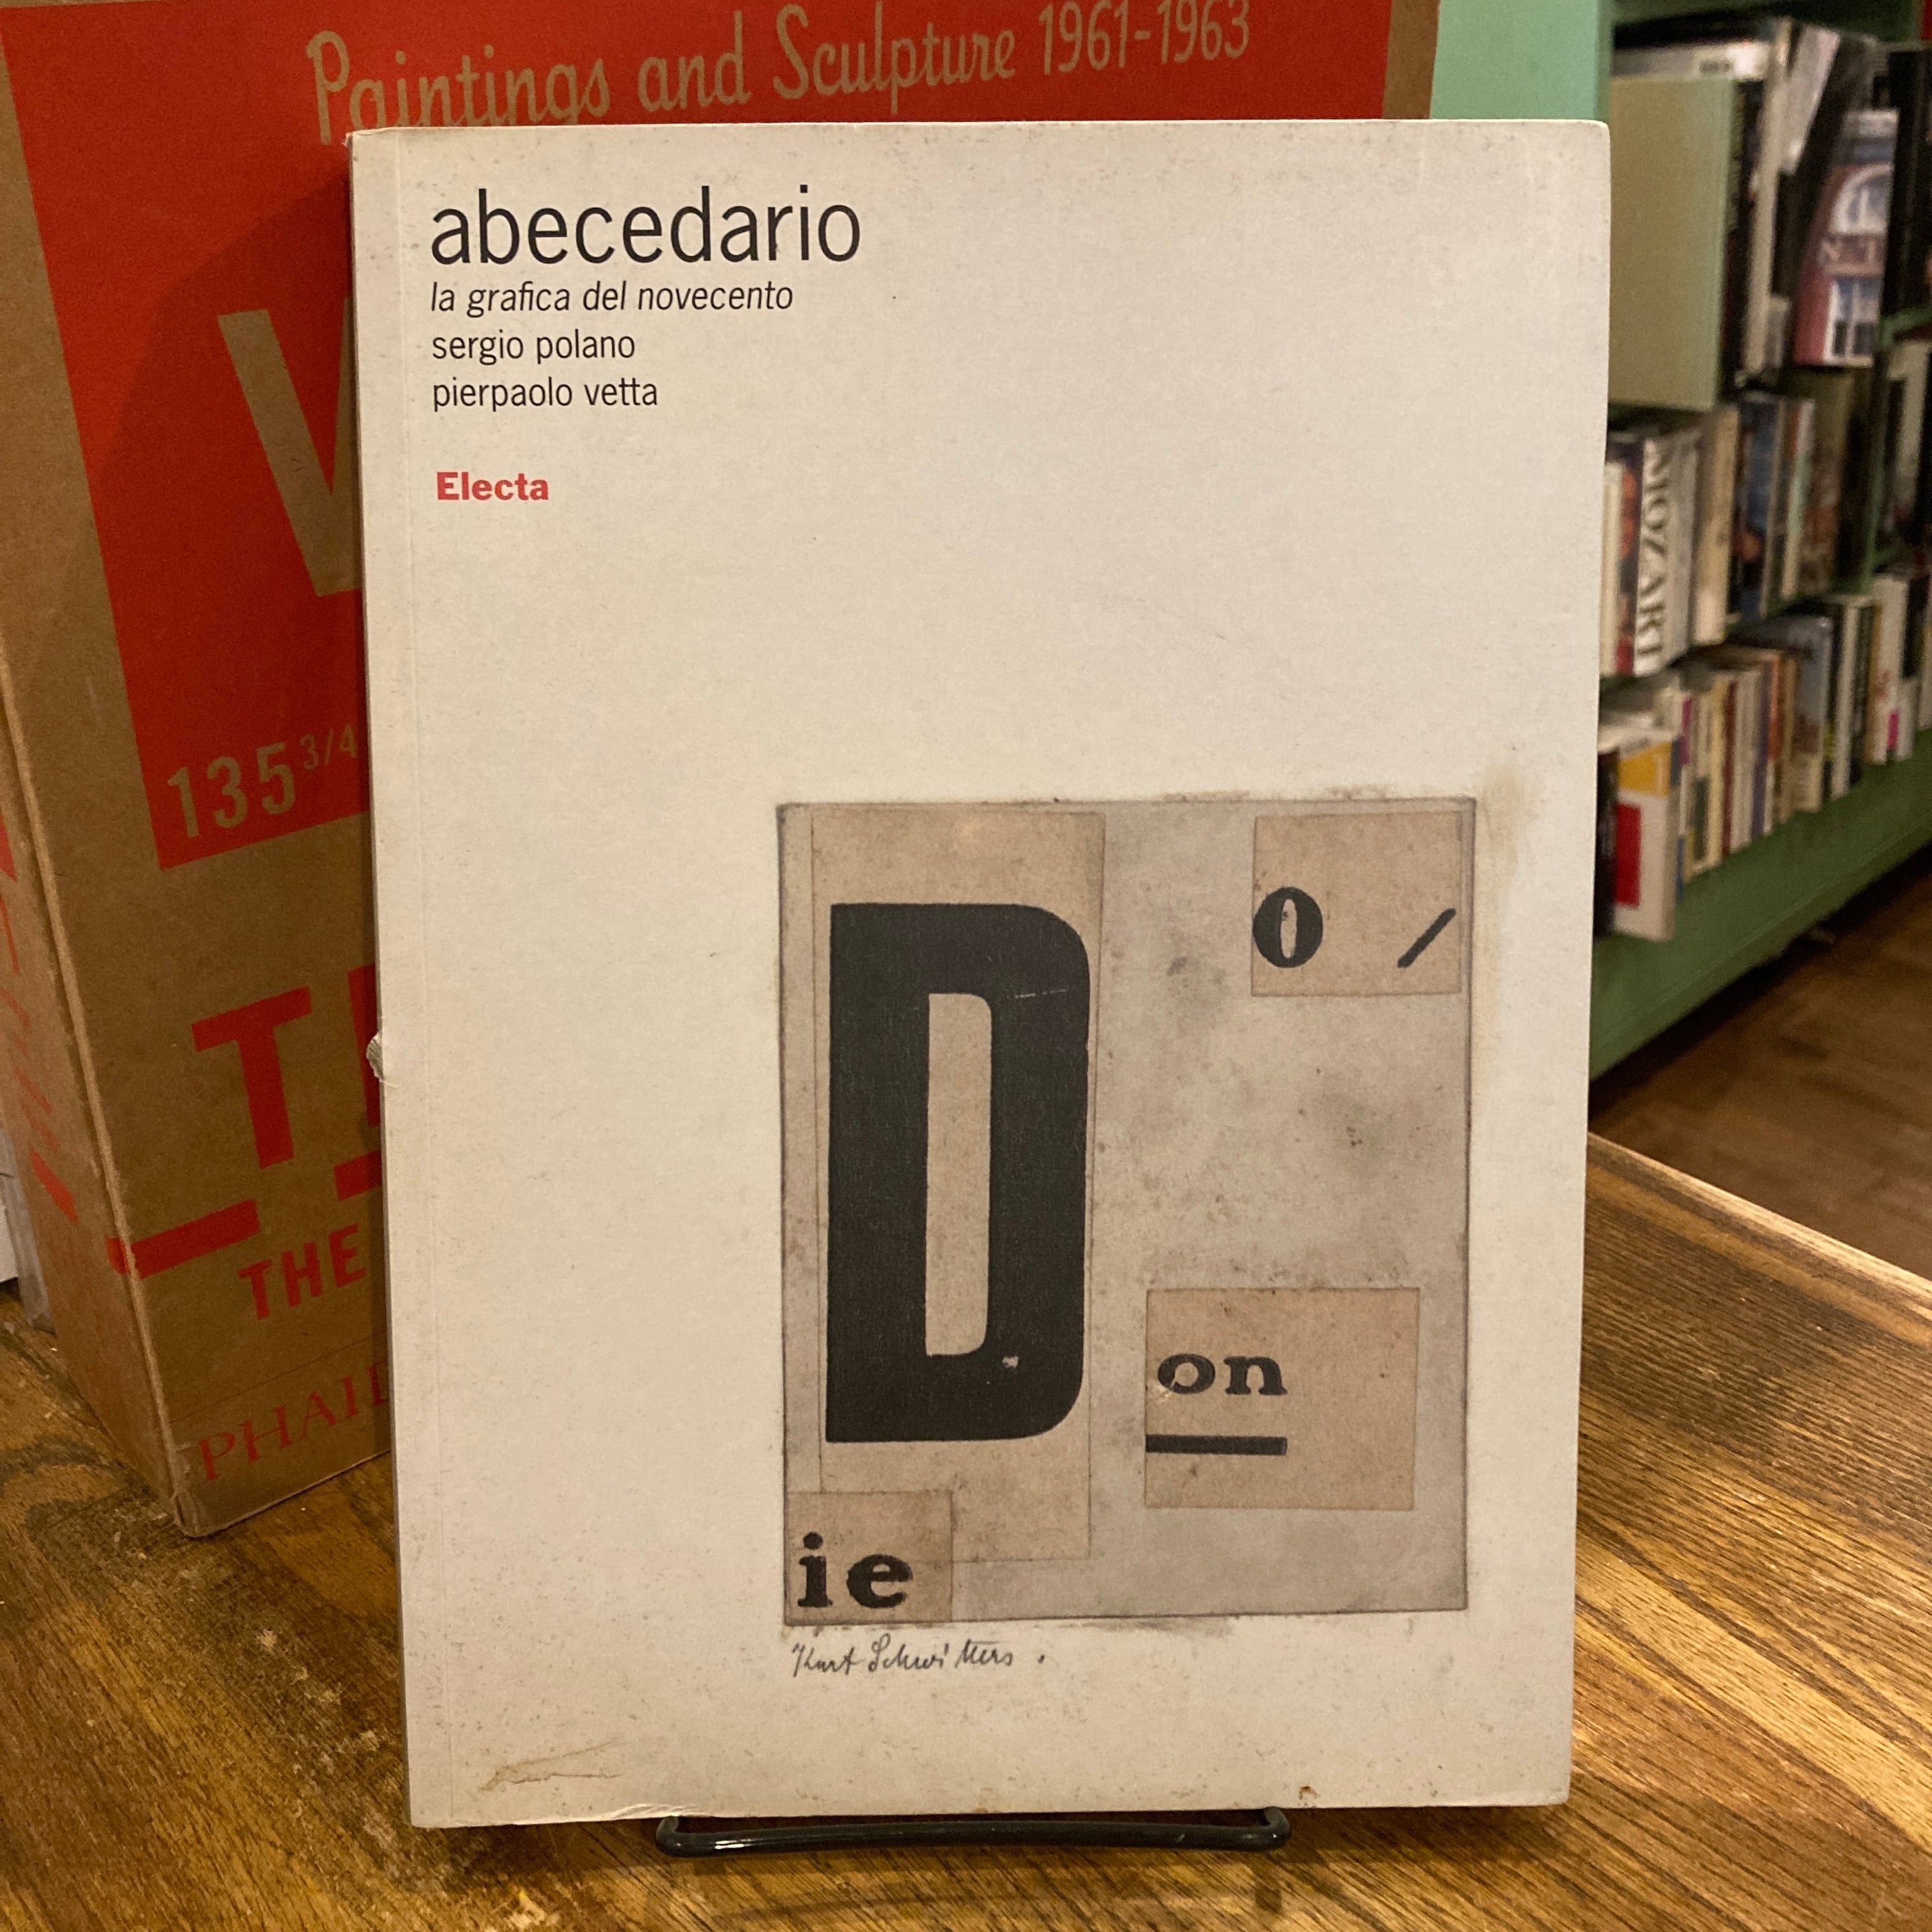 Paintings and Sculpture 1961-1963
135 3/4
THE
PHAID
abecedario
la grafica del novecento
sergio polano
pierpaolo vetta
Electa
D
0 /
on
ie
Kurt Schwitters.
MOZART